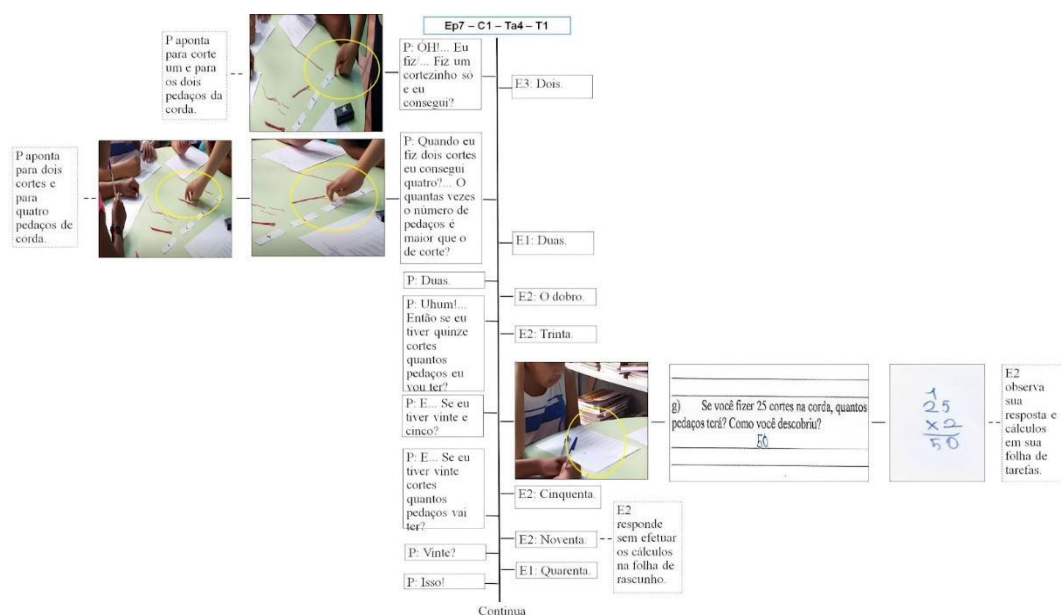 Ep7 – C1 – Ta4 – T1
P aponta
para corte
um e para
os dois
pedaços da
corda.
P: ÓH!... Eu
fiz ... Fiz um
cortezinho só
e eu
consegui?
E3: Dois.
P aponta
para dois
cortes e
para
quatro
pedaços de
corda.
P: Quando eu
fiz dois cortes
eu consegui
quatro?... O
quantas vezes
o número de
pedaços é
maior que o
de corte?
E1: Duas.
P: Duas.
E2: O dobro.
P: Uhum!...
Então se eu
tiver quinze
cortes
quantos
pedaços eu
vou ter?
E2: Trinta.
P: E... Se eu
tiver vinte e
cinco?
g) Se você fizer 25 cortes na corda, quantos
pedaços terá? Como você descobriu?
50
1
25
x2
50
E2
observa
sua
resposta e
cálculos
em sua
folha de
tarefas.
E2: Cinquenta.
P: E... Se eu
tiver vinte
cortes
quantos
pedaços vai
ter?
E2: Noventa.
E2
responde
sem efetuar
os cálculos
na folha de
rascunho.
P: Vinte?
E1: Quarenta.
P: Isso!
Continua